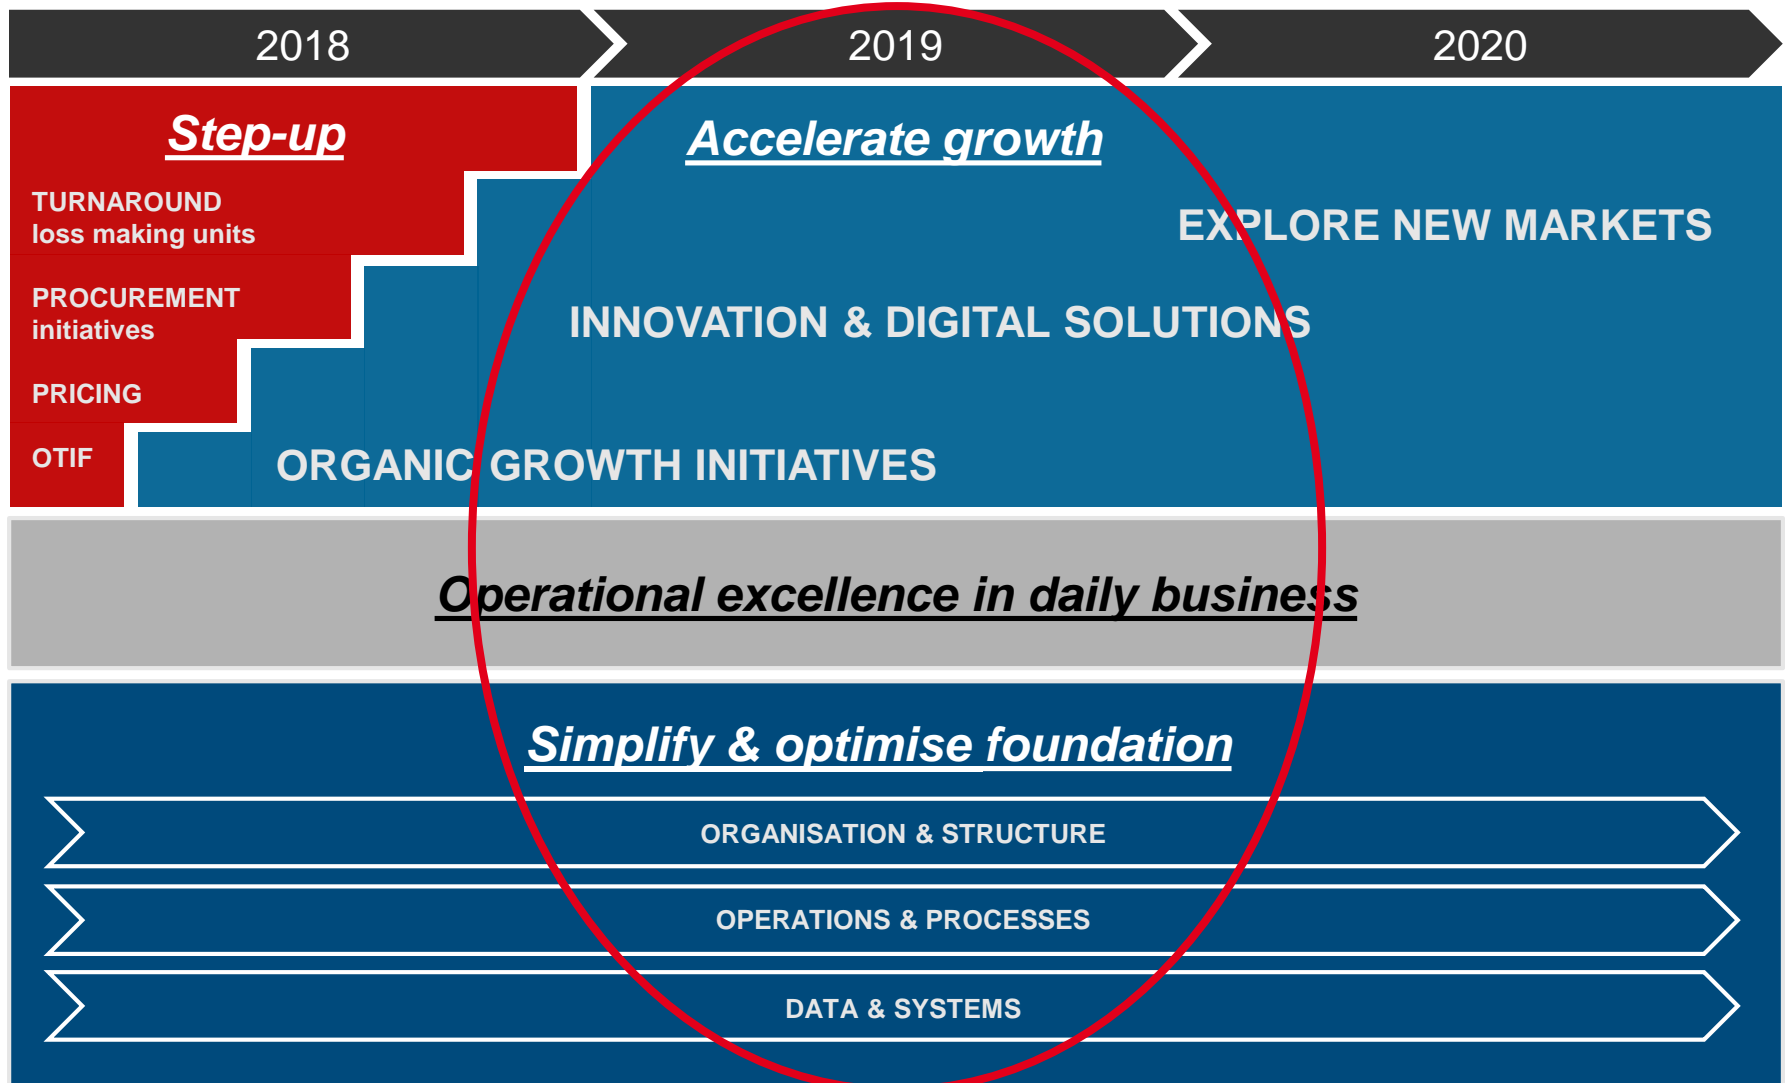 2018
2019
2020
Step-up
Accelerate growth
TURNAROUND
loss making units
EXPLORE NEW MARKETS
PROCUREMENT
initiatives
INNOVATION & DIGITAL SOLUTIONS
PRICING
OTIF
ORGANIC GROWTH INITIATIVES
Operational excellence in daily business
Simplify & optimise foundation
ORGANISATION & STRUCTURE
OPERATIONS & PROCESSES
DATA & SYSTEMS